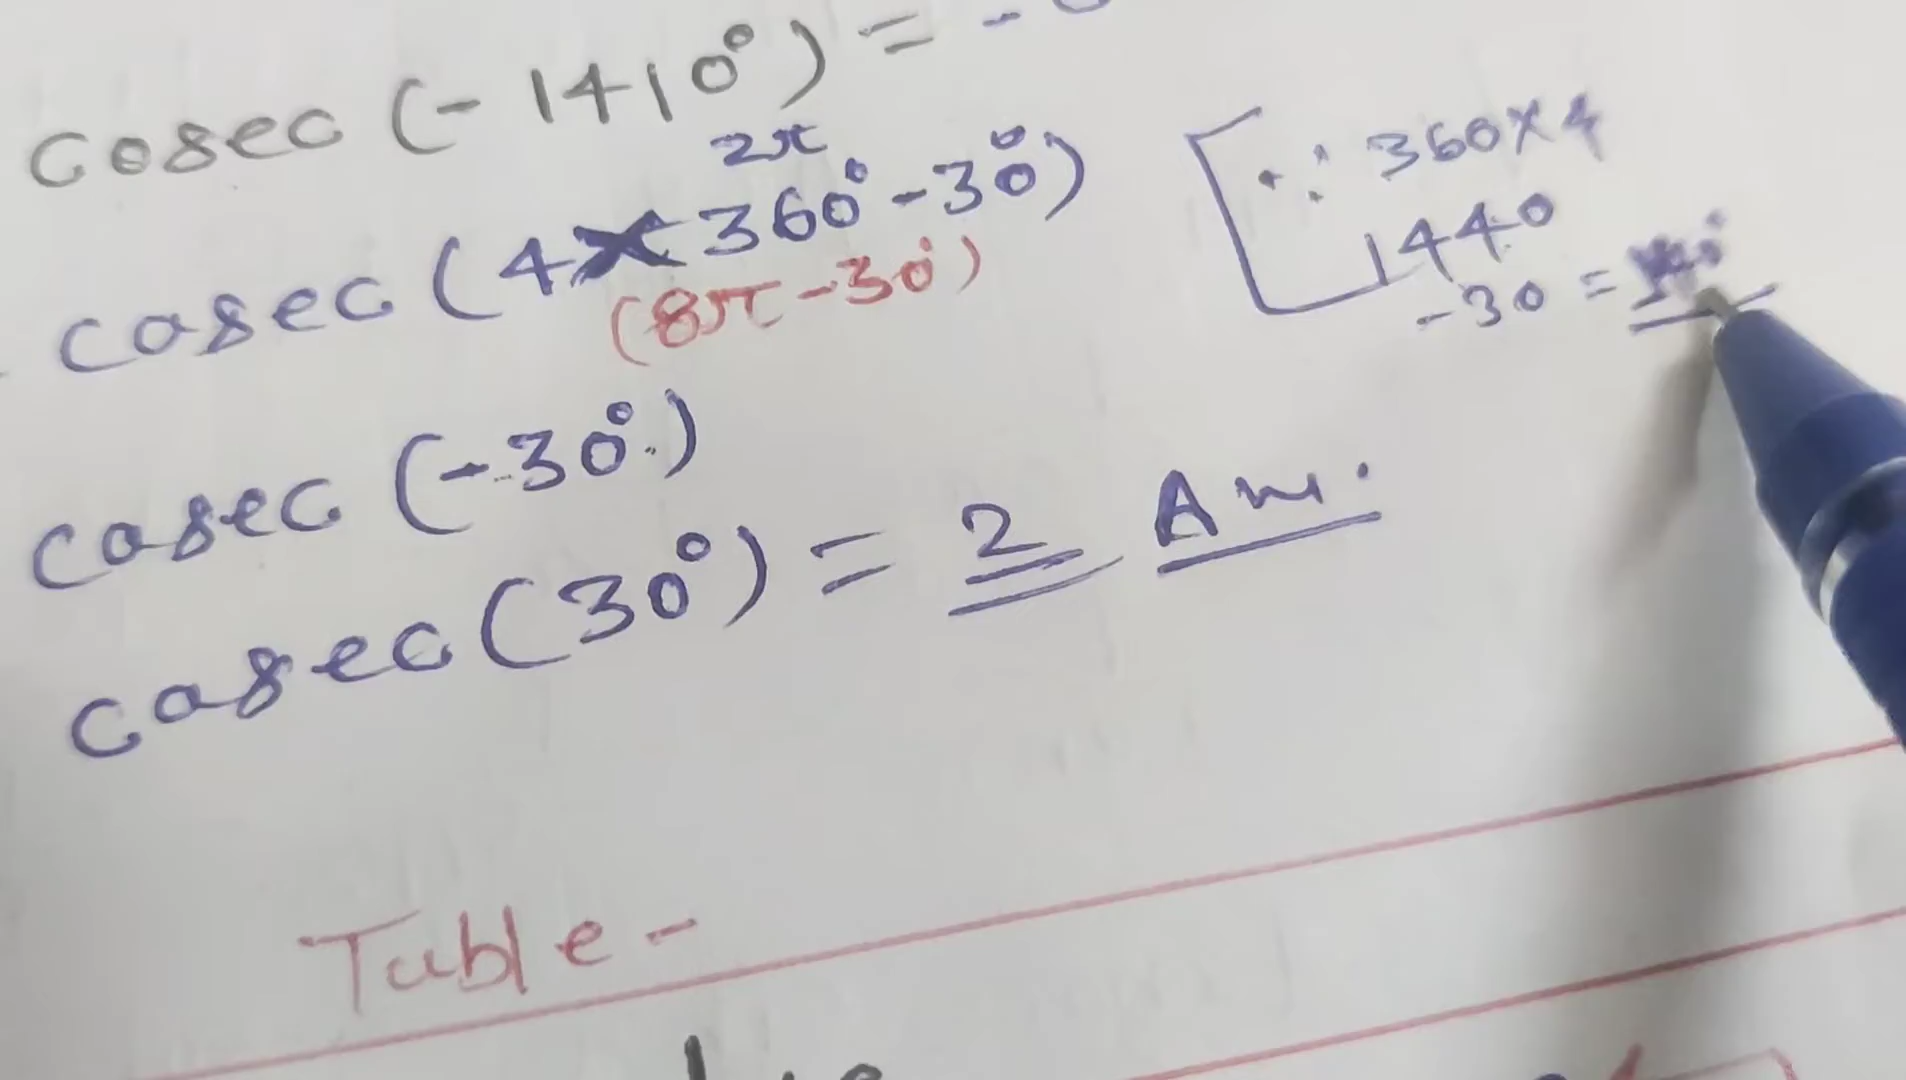 cosec (-1410°) = -
2π
cosec (4× 360° -30°)
(8π -30°)
∵ 360×4
1440
-30 =
cosec (-30°)
cosec (30°) = 2 Ans.
Table -